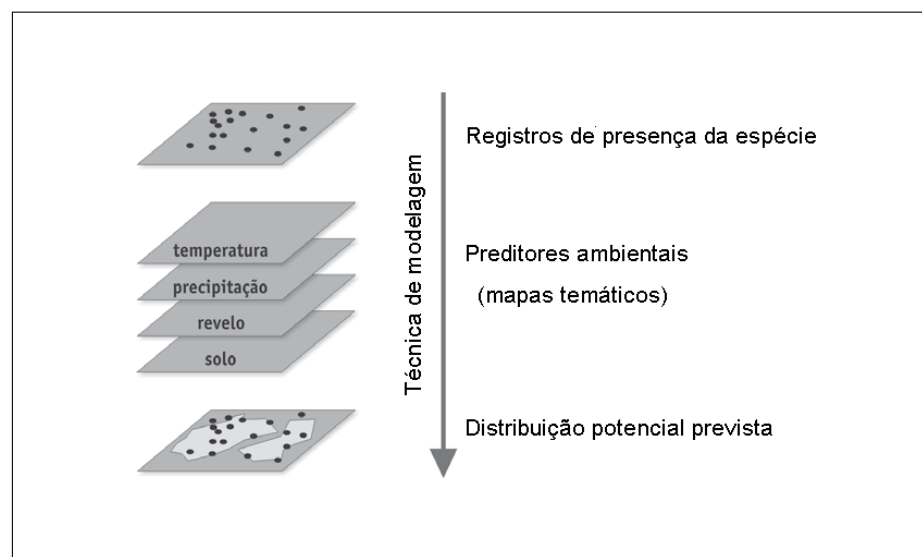 Registros de presença da espécie
temperatura
precipitação
revelo
solo
Técnica de modelagem
Preditores ambientais
(mapas temáticos)
Distribuição potencial prevista